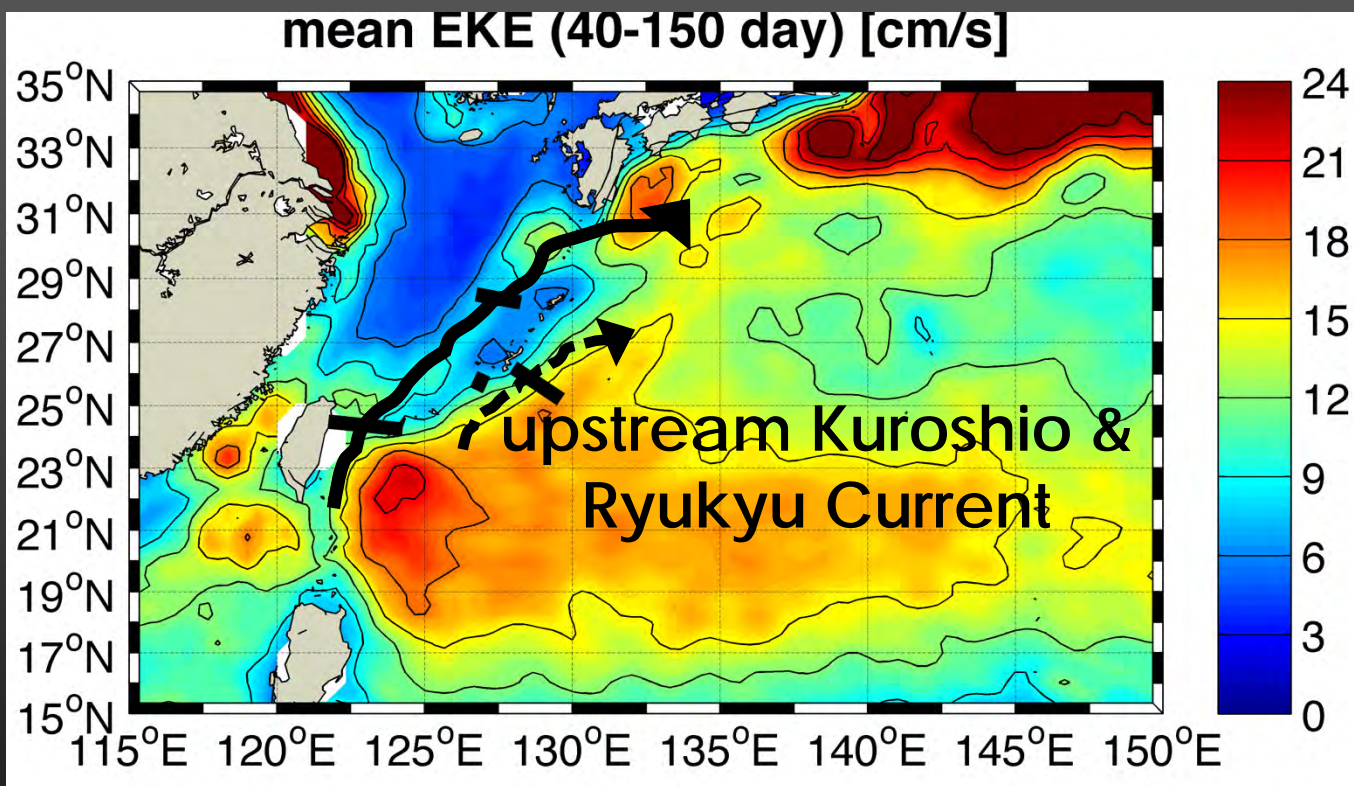 mean EKE (40-150 day) [cm/s]
35°N
33°N
31°N
29°N
27°N
25°N
23°N
21°N
19°N
17°N
15°N
115°E 120°E 125°E 130°E 135°E 140°E 145°E 150°E
upstream Kuroshio &
Ryukyu Current
24
21
18
15
12
9
6
3
0